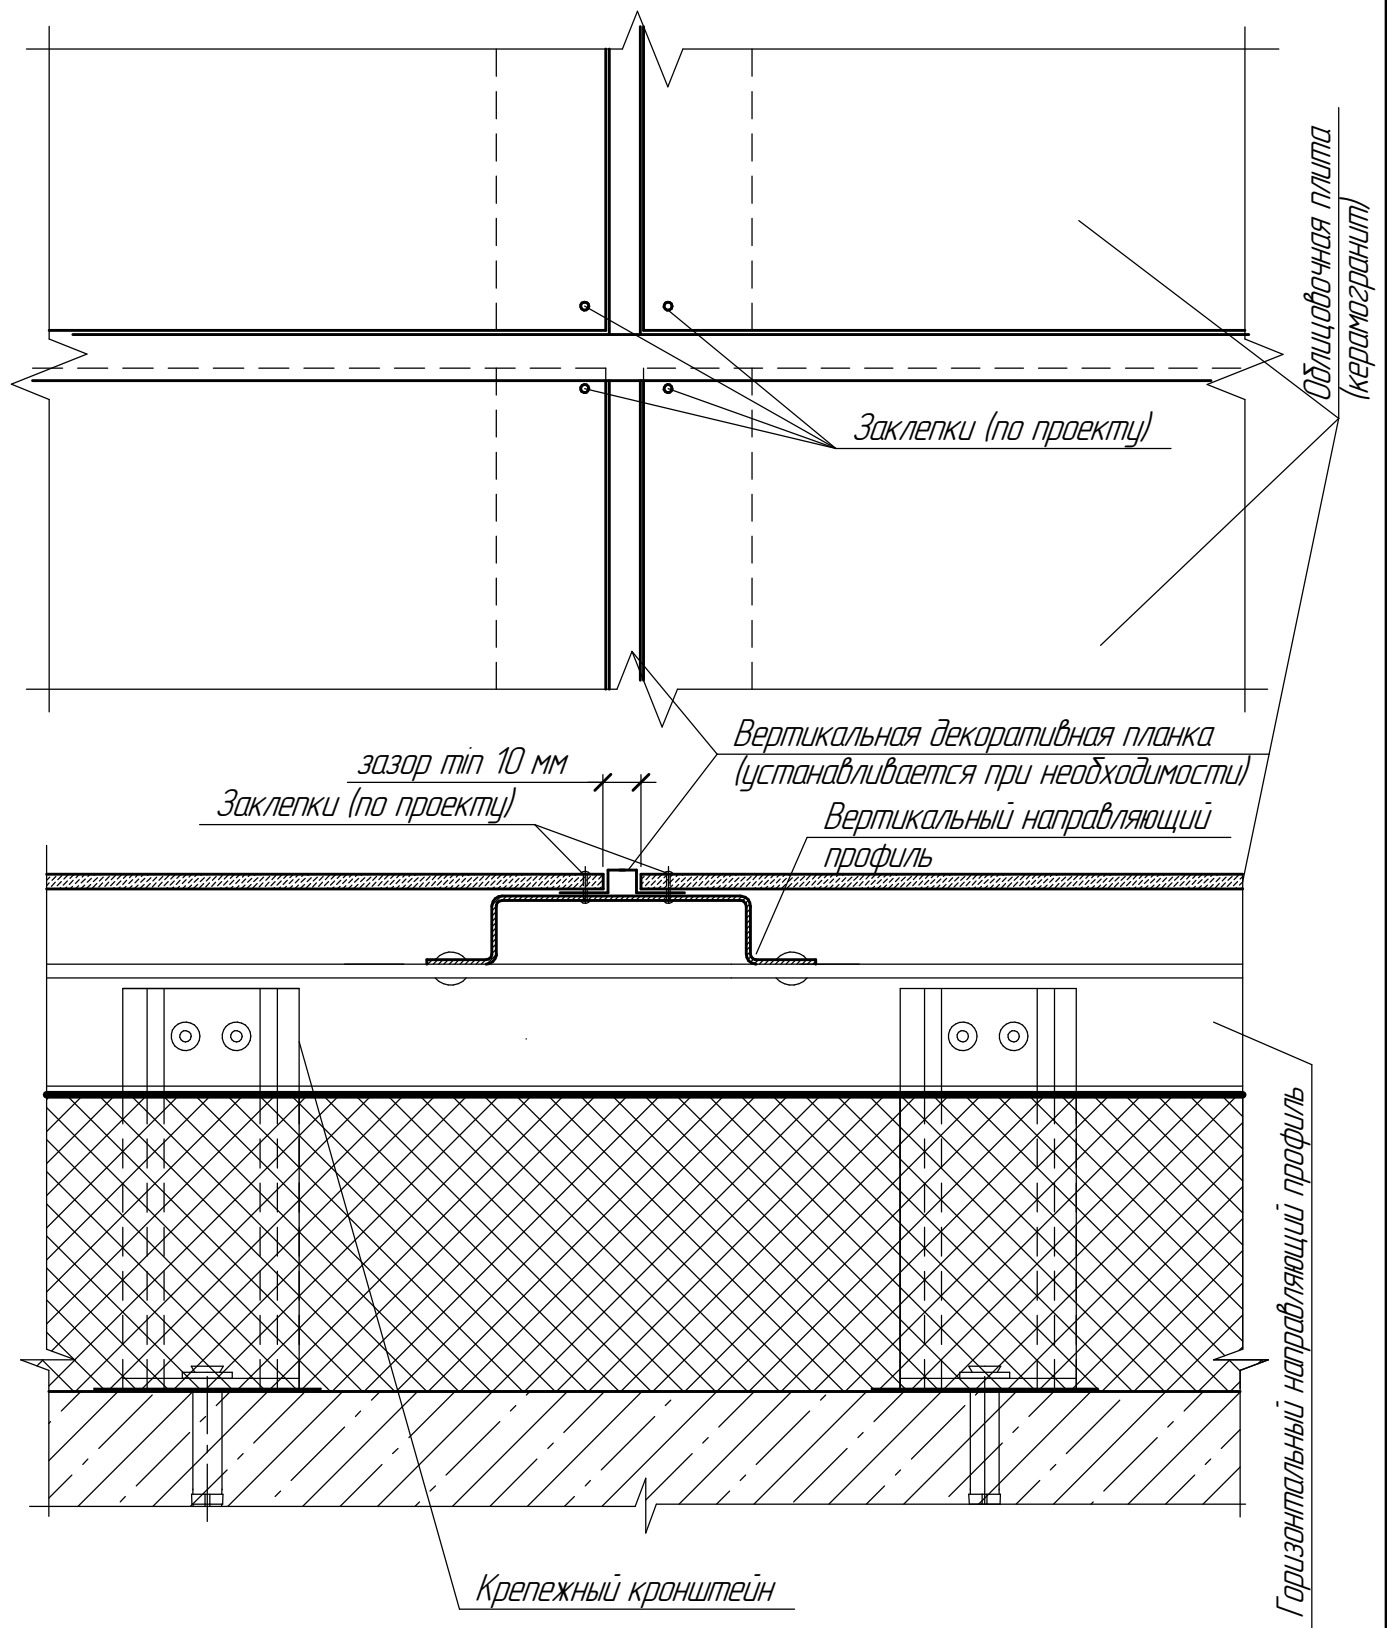 Облицовочная плита
(керамогранит)
Заклепки (по проекту)
Вертикальная декоративная планка
(устанавливается при необходимости)
зазор min 10 мм
Заклепки (по проекту)
Вертикальный направляющий
профиль
Горизонтальный направляющий профиль
Крепежный кронштейн